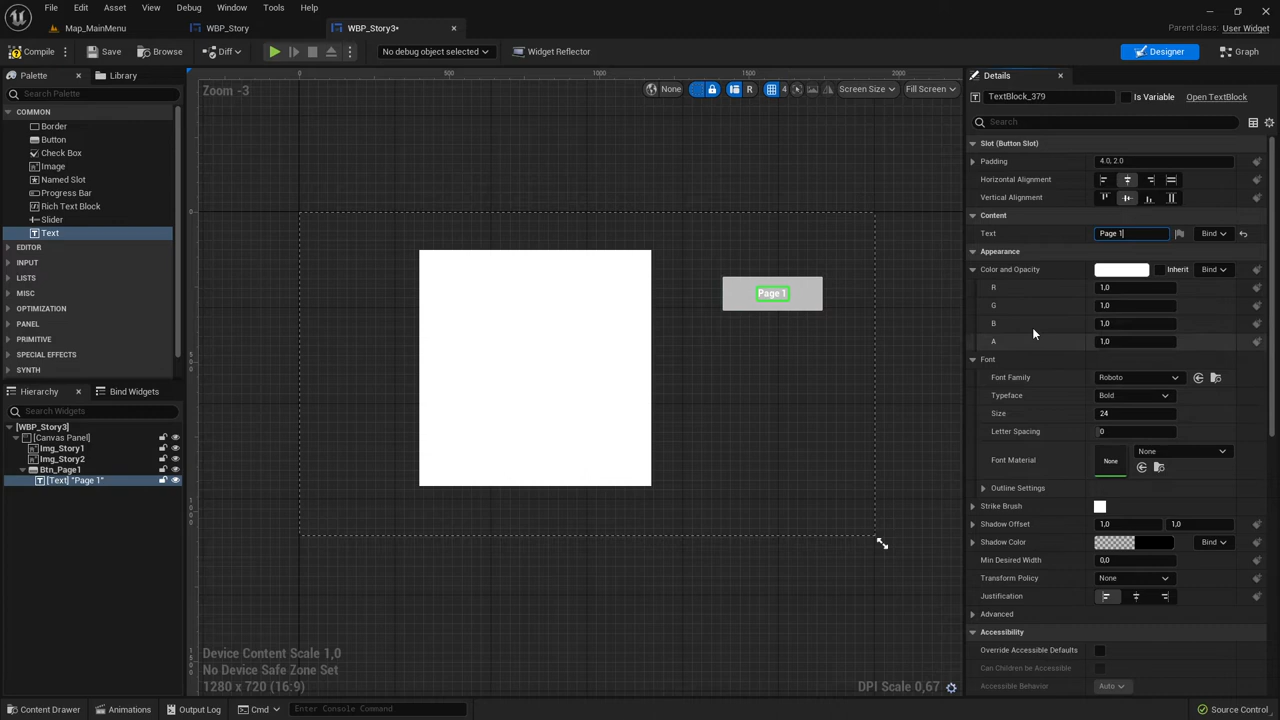 File Edit Asset View Debug Window Tools Help
Map_MainMenu WBP_Story WBP_Story3•
Parent class: User Widget
Compile Save Browse Diff No debug object selected Widget Reflector Designer Graph
Palette Library
Search Palette
COMMON
Border
Button
Check Box
Image
Named Slot
Progress Bar
Rich Text Block
Slider
Text
EDITOR
INPUT
LISTS
MISC
OPTIMIZATION
PANEL
PRIMITIVE
SPECIAL EFFECTS
SYNTH
Hierarchy Bind Widgets
Search Widgets
[WBP_Story3]
[Canvas Panel]
Img_Story1
Img_Story2
Btn_Page1
[Text] "Page 1"
0 500 1000 1500 2000
Zoom -3
None R 4 Screen Size Fill Screen
0
500
1000
Page 1
Device Content Scale 1,0
No Device Safe Zone Set
1280 x 720 (16:9)
DPI Scale 0,67
Details
TextBlock_379 Is Variable Open TextBlock
Search
Slot (Button Slot)
Padding 4.0, 2.0
Horizontal Alignment
Vertical Alignment
Content
Text Page 1 Bind
Appearance
Color and Opacity Inherit Bind
R 1,0
G 1,0
B 1,0
A 1,0
Font
Font Family Roboto
Typeface Bold
Size 24
Letter Spacing 0
Font Material None None
Outline Settings
Strike Brush
Shadow Offset 1,0 1,0
Shadow Color Bind
Min Desired Width 0,0
Transform Policy None
Justification
Advanced
Accessibility
Override Accessible Defaults
Can Children be Accessible
Accessible Behavior Auto
Content Drawer Animations Output Log Cmd Enter Console Command Source Control